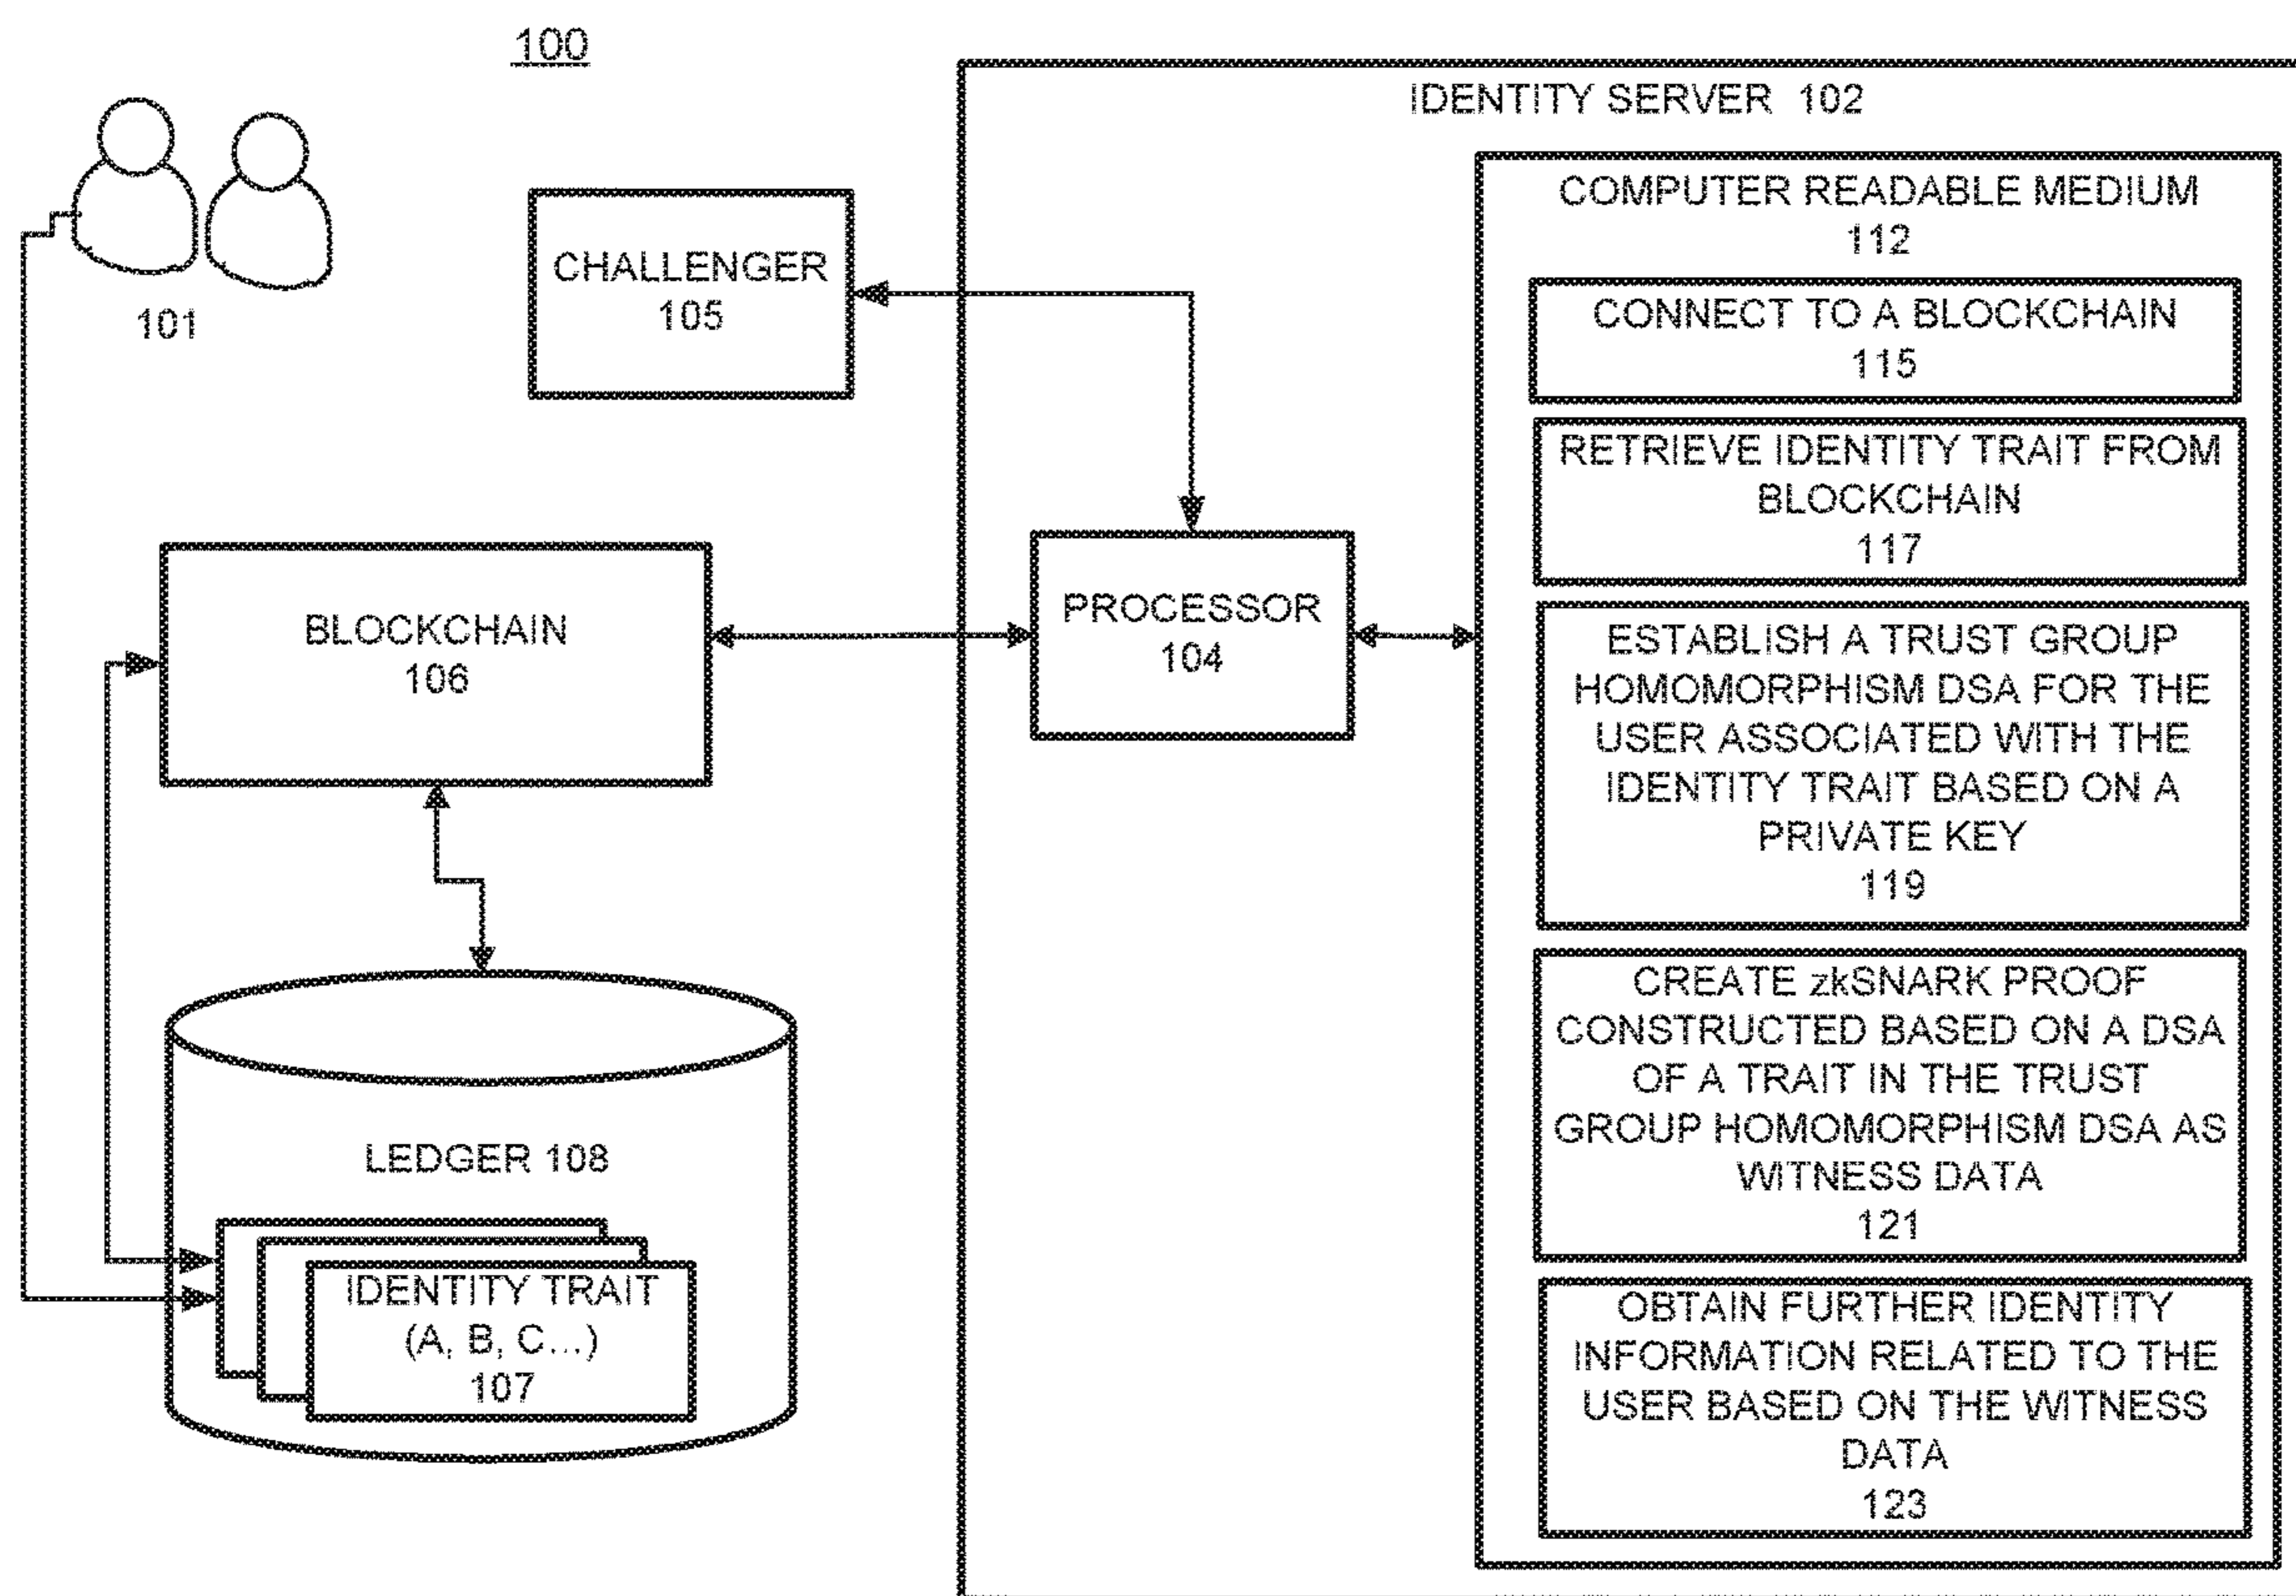 100
101
CHALLENGER
105
BLOCKCHAIN
106
LEDGER 108
IDENTITY TRAIT
(A, B, C...)
107
IDENTITY SERVER 102
PROCESSOR
104
COMPUTER READABLE MEDIUM
112
CONNECT TO A BLOCKCHAIN
115
RETRIEVE IDENTITY TRAIT FROM
BLOCKCHAIN
117
ESTABLISH A TRUST GROUP
HOMOMORPHISM DSA FOR THE
USER ASSOCIATED WITH THE
IDENTITY TRAIT BASED ON A
PRIVATE KEY
119
CREATE zkSNARK PROOF
CONSTRUCTED BASED ON A DSA
OF A TRAIT IN THE TRUST
GROUP HOMOMORPHISM DSA AS
WITNESS DATA
121
OBTAIN FURTHER IDENTITY
INFORMATION RELATED TO THE
USER BASED ON THE WITNESS
DATA
123